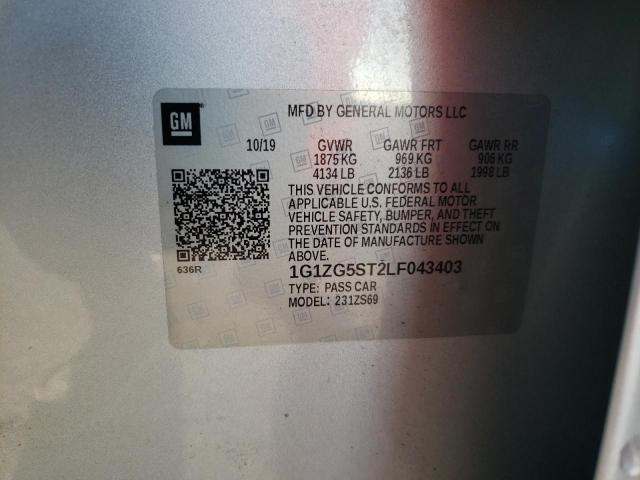 GM
MFD BY GENERAL MOTORS LLC
10/19 GVWR GAWR FRT GAWR RR
1875 KG 969 KG 906 KG
4134 LB 2136 LB 1998 LB
THIS VEHICLE CONFORMS TO ALL
APPLICABLE U.S. FEDERAL MOTOR
VEHICLE SAFETY, BUMPER, AND THEFT
PREVENTION STANDARDS IN EFFECT ON
THE DATE OF MANUFACTURE SHOWN
ABOVE.
636R
1G1ZG5ST2LF043403
TYPE: PASS CAR
MODEL: 231ZS69